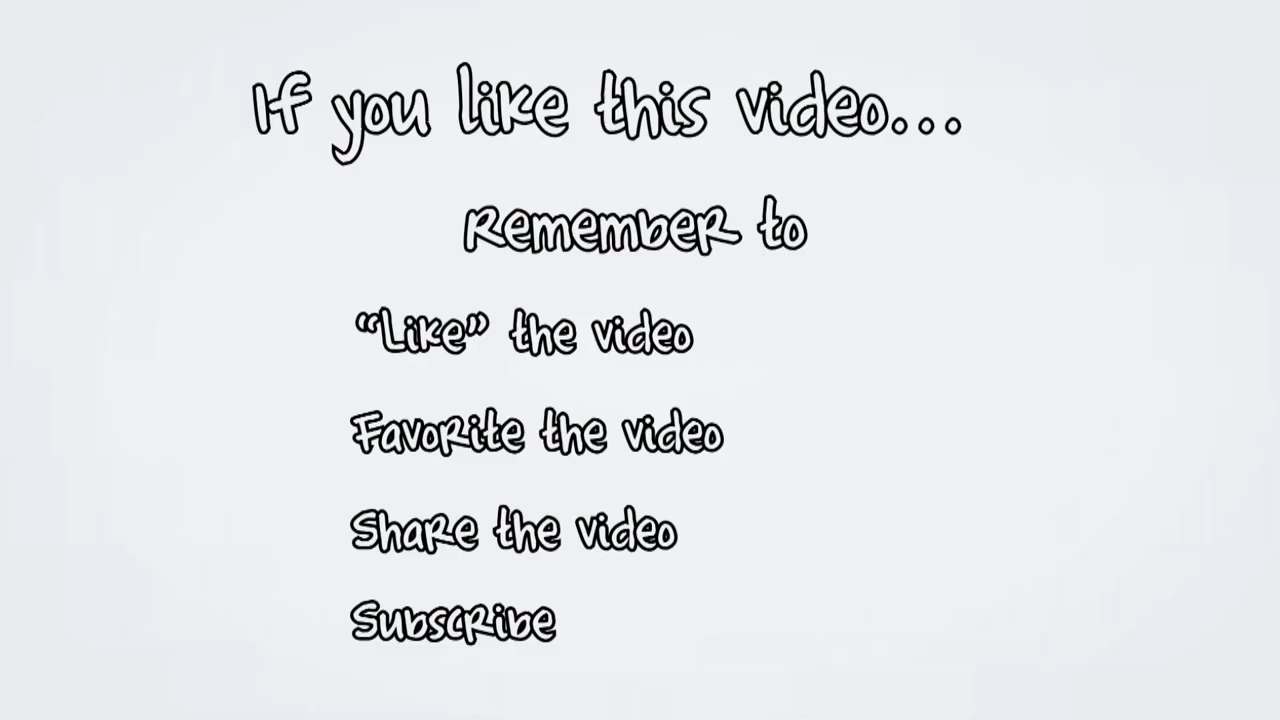 If you like this video...
Remember to
“Like” the video
Favorite the video
Share the video
Subscribe